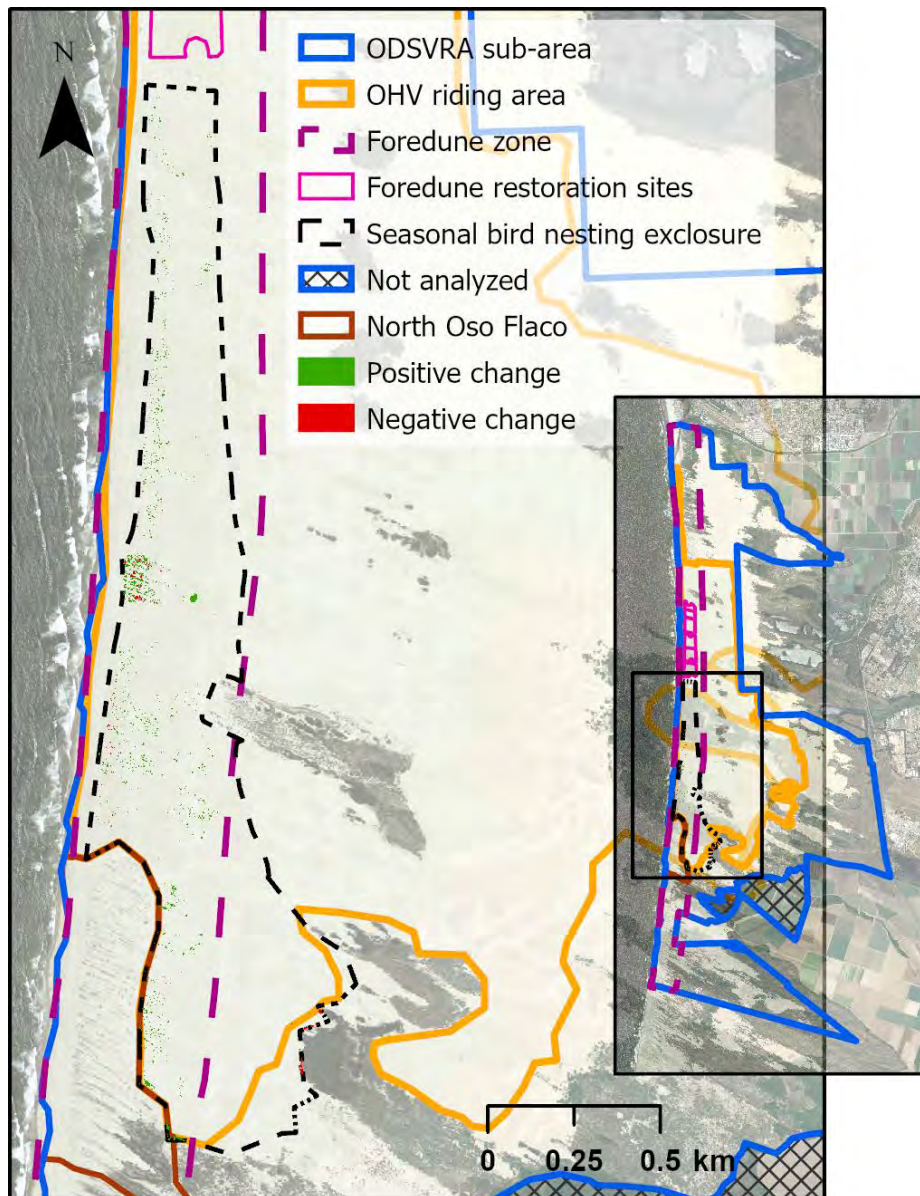 N
ODSVRA sub-area
OHV riding area
Foredune zone
Foredune restoration sites
Seasonal bird nesting exclosure
Not analyzed
North Oso Flaco
Positive change
Negative change
0 0.25 0.5 km